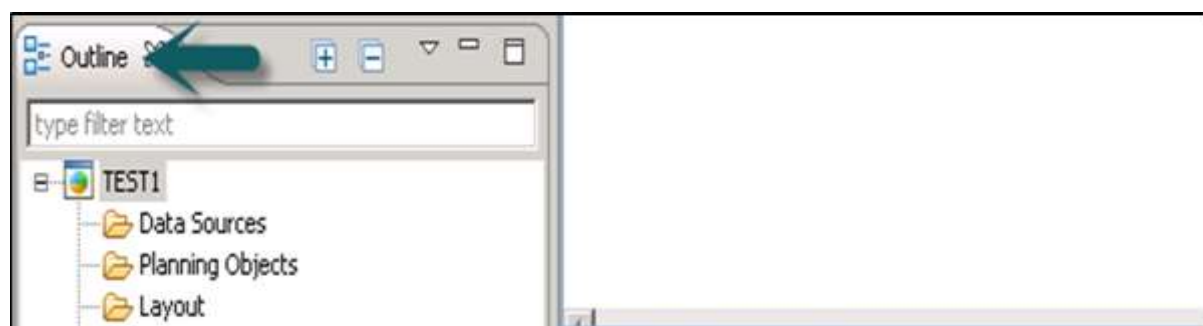 Outline
type filter text
TEST1
Data Sources
Planning Objects
Layout